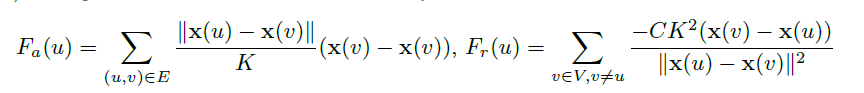 F_a(u) = \sum_{(u,v)\in E} \frac{\|\mathbf{x}(u) - \mathbf{x}(v)\|}{K} (\mathbf{x}(v) - \mathbf{x}(v)), F_r(u) = \sum_{v\in V, v\neq u} \frac{-CK^2(\mathbf{x}(v) - \mathbf{x}(u))}{\|\mathbf{x}(u) - \mathbf{x}(v)\|^2}